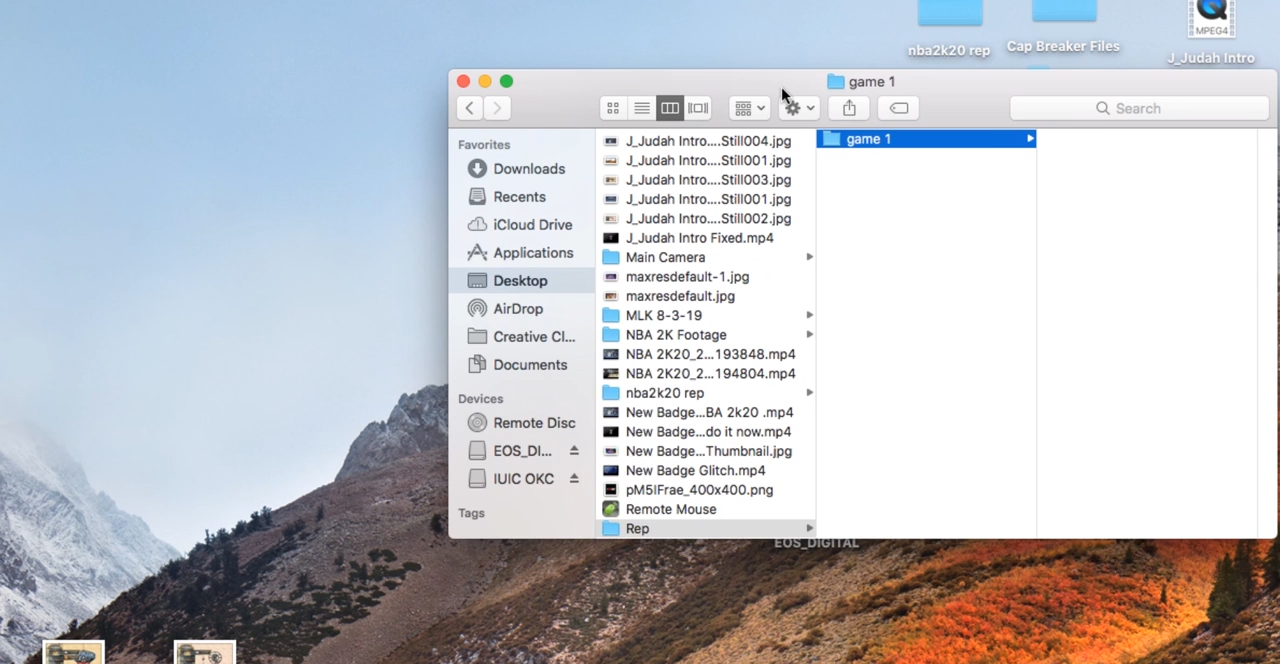 nba2k20 rep
Cap Breaker Files
MPEG4
J_Judah Intro
game 1
Search
Favorites
Downloads
Recents
iCloud Drive
Applications
Desktop
AirDrop
Creative Cl...
Documents
Devices
Remote Disc
EOS_DI...
IUIC OKC
Tags
J_Judah Intro....Still004.jpg
J_Judah Intro....Still001.jpg
J_Judah Intro....Still003.jpg
J_Judah Intro....Still001.jpg
J_Judah Intro....Still002.jpg
J_Judah Intro Fixed.mp4
Main Camera
maxresdefault-1.jpg
maxresdefault.jpg
MLK 8-3-19
NBA 2K Footage
NBA 2K20_2...193848.mp4
NBA 2K20_2...194804.mp4
nba2k20 rep
New Badge...BA 2k20 .mp4
New Badge...do it now.mp4
New Badge...Thumbnail.jpg
New Badge Glitch.mp4
pM5IFrae_400x400.png
Remote Mouse
Rep
game 1
EOS_DIGITAL